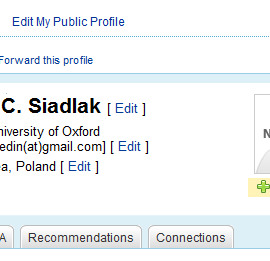 Edit My Public Profile
Forward this profile
C. Siadlak [ Edit ]
University of Oxford
edin(at)gmail.com] [ Edit ]
, Poland [ Edit ]
A Recommendations Connections